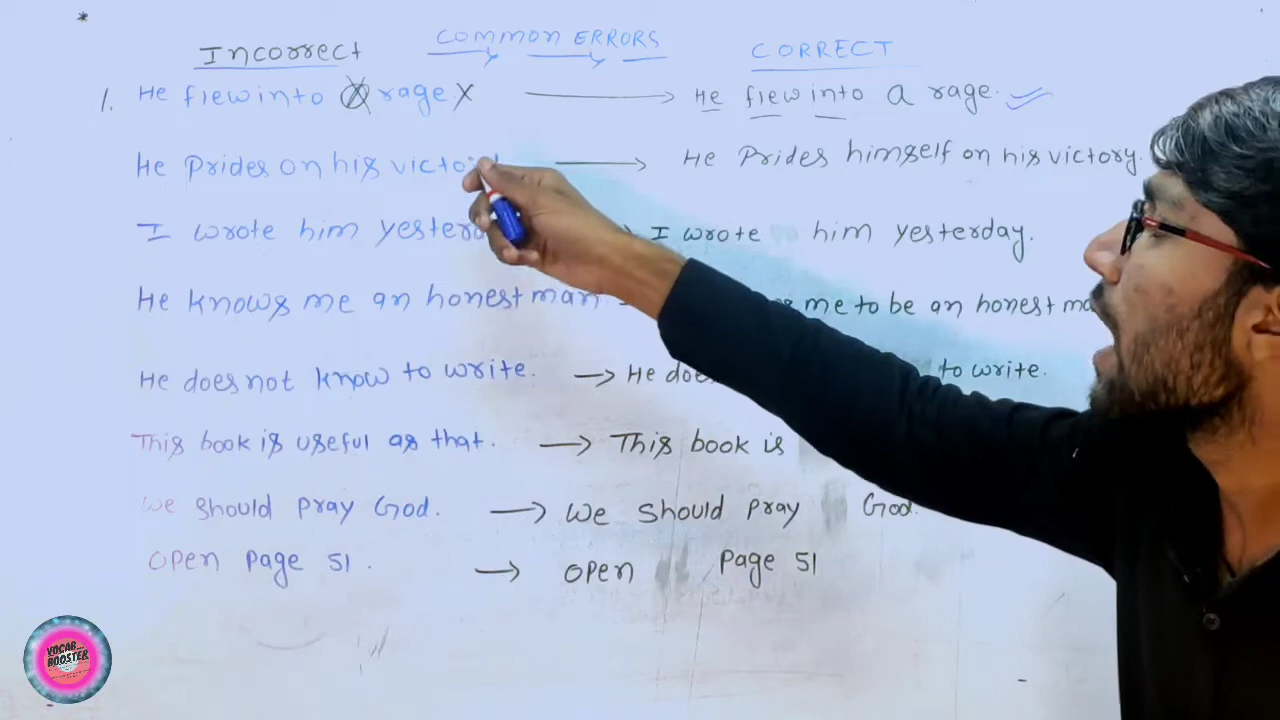 Incorrect COMMON ERRORS CORRECT
1. He flew into rage X → He flew into a rage.
He Prides on his → He Prides himself on his victory.
I wrote him → I wrote him yesterday.
He knows me an honest man me to be an honest
He does not know to write. → He to write.
This book is useful as that. → This book is
We should pray God. → We should pray God.
Open Page 51. → Open Page 51
VOCAB
BOOSTER